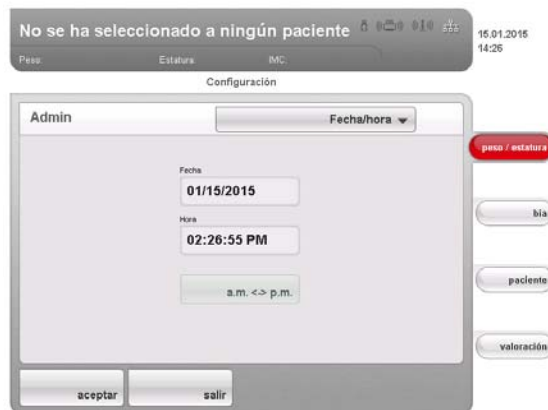 No se ha seleccionado a ningún paciente
15.01.2015
14:26
Peso: Estatura: IMC:
Configuración
Admin
Fecha/hora
peso / estatura
Fecha
01/15/2015
bia
Hora
02:26:55 PM
paciente
a.m. <-> p.m.
valoración
aceptar salir